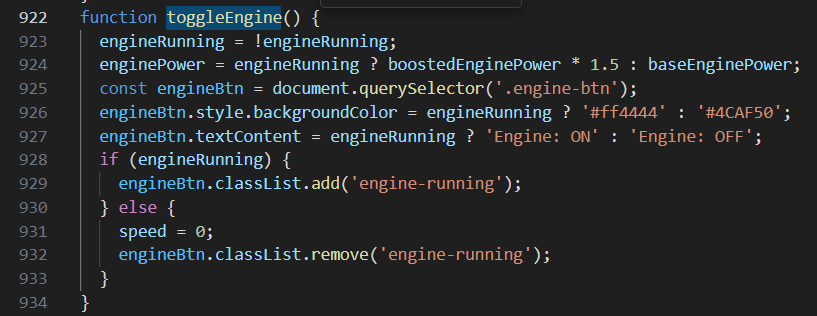 922 function toggleEngine() {
923 engineRunning = !engineRunning;
924 enginePower = engineRunning ? boostedEnginePower * 1.5 : baseEnginePower;
925 const engineBtn = document.querySelector('.engine-btn');
926 engineBtn.style.backgroundColor = engineRunning ? '#ff4444' : '#4CAF50';
927 engineBtn.textContent = engineRunning ? 'Engine: ON' : 'Engine: OFF';
928 if (engineRunning) {
929 engineBtn.classList.add('engine-running');
930 } else {
931 speed = 0;
932 engineBtn.classList.remove('engine-running');
933 }
934 }